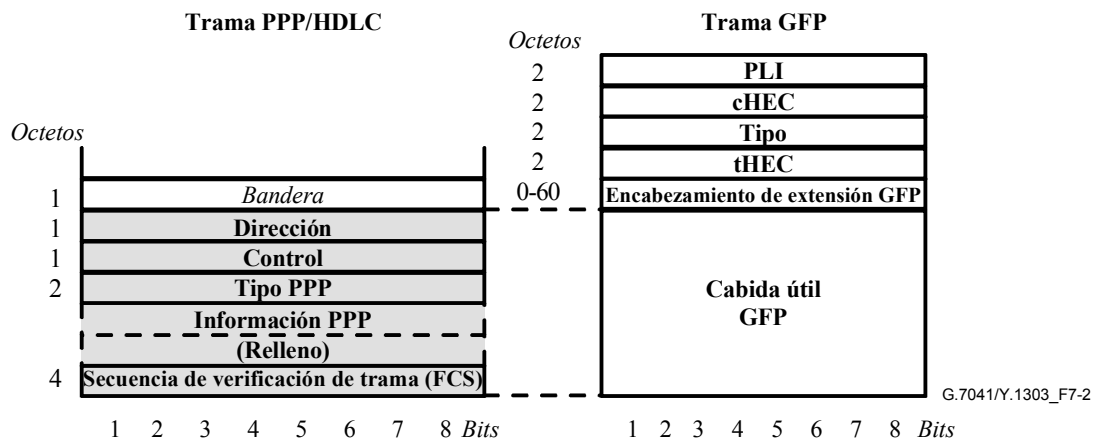 Trama PPP/HDLC
Octetos
1 Bandera
1 Dirección
1 Control
2 Tipo PPP
Información PPP
(Relleno)
4 Secuencia de verificación de trama (FCS)
1 2 3 4 5 6 7 8 Bits
Trama GFP
Octetos
2 PLI
2 cHEC
2 Tipo
2 tHEC
0-60 Encabezamiento de extensión GFP
Cabida útil
GFP
1 2 3 4 5 6 7 8 Bits
G.7041/Y.1303_F7-2